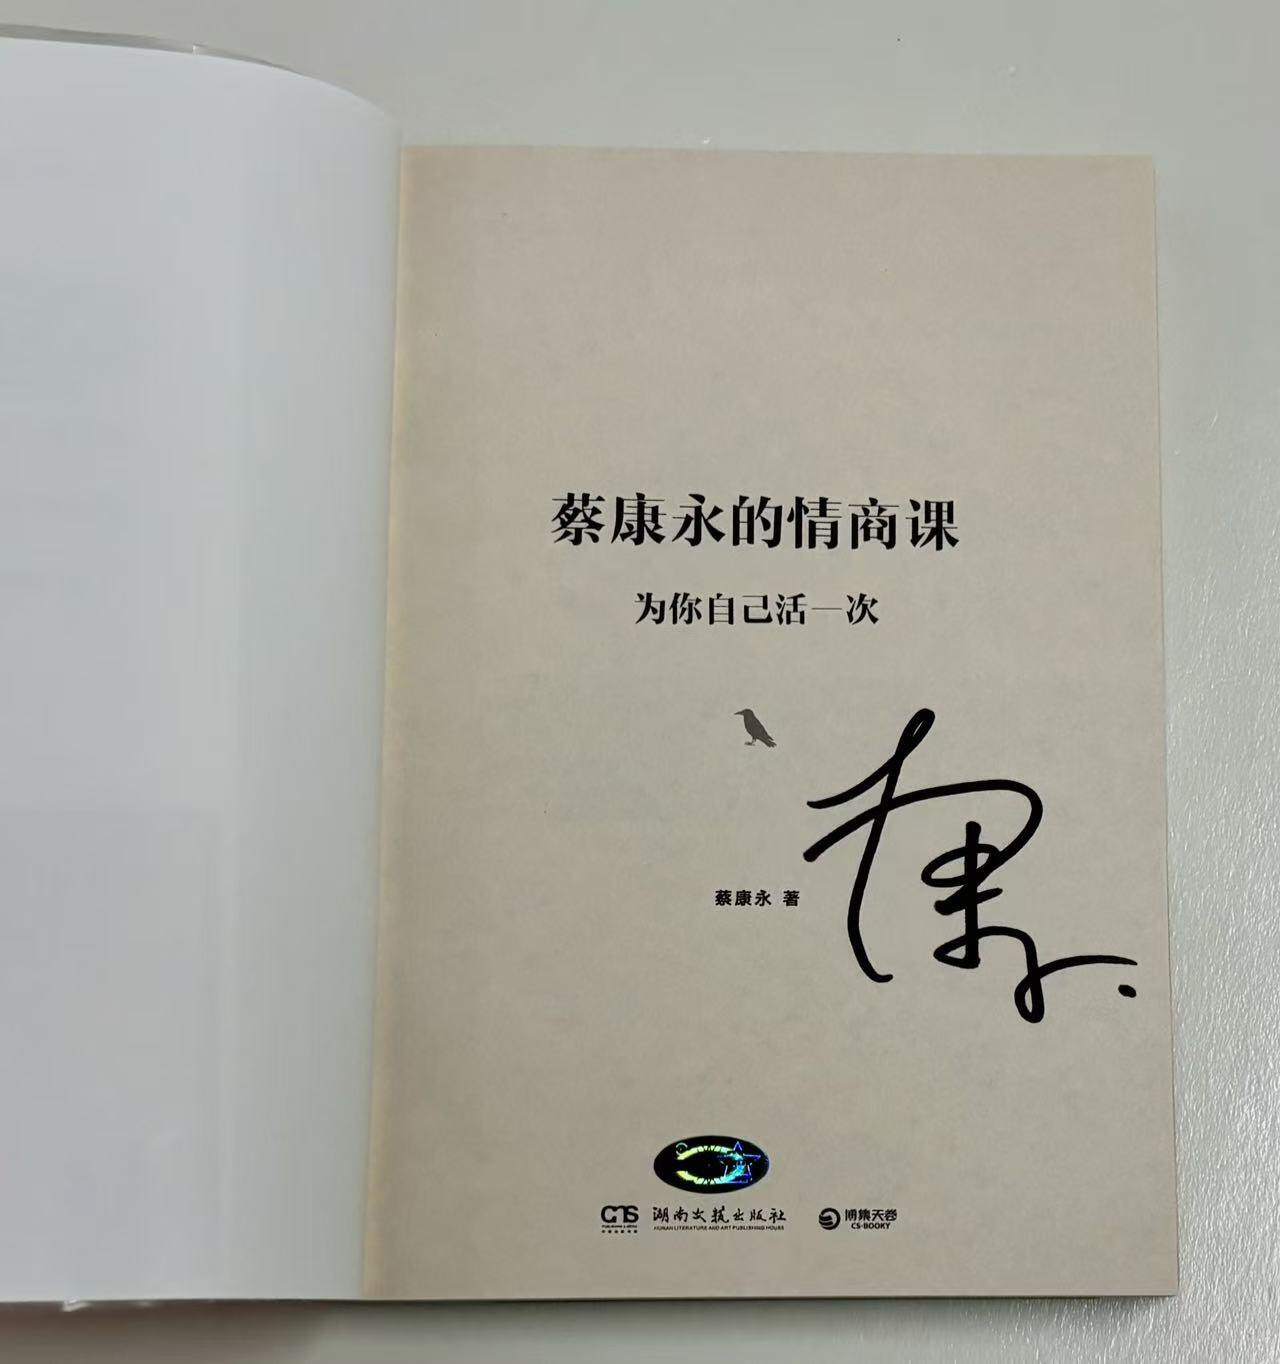 蔡康永的情商课
为你自己活一次
蔡康永 著
湖南文艺出版社
HUNAN LITERATURE AND ART PUBLISHING HOUSE
博集天卷
CS-BOOKY